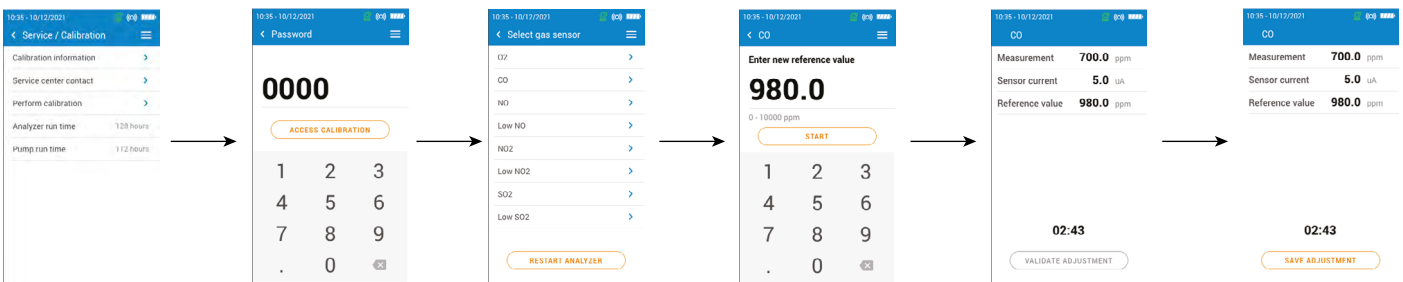 10:35 - 10/12/2021
Service / Calibration
Calibration information
Service center contact
Perform calibration
Analyzer run time 128 hours
Pump run time 112 hours
10:35 - 10/12/2021
Password
0000
ACCESS CALIBRATION
1 2 3
4 5 6
7 8 9
. 0
10:35 - 10/12/2021
Select gas sensor
O2
CO
NO
Low NO
NO2
Low NO2
SO2
Low SO2
RESTART ANALYZER
10:35 - 10/12/2021
CO
Enter new reference value
980.0
0 - 10000 ppm
START
1 2 3
4 5 6
7 8 9
. 0
10:35 - 10/12/2021
CO
Measurement 700.0 ppm
Sensor current 5.0 uA
Reference value 980.0 ppm
02:43
VALIDATE ADJUSTMENT
10:35 - 10/12/2021
CO
Measurement 700.0 ppm
Sensor current 5.0 uA
Reference value 980.0 ppm
02:43
SAVE ADJUSTMENT